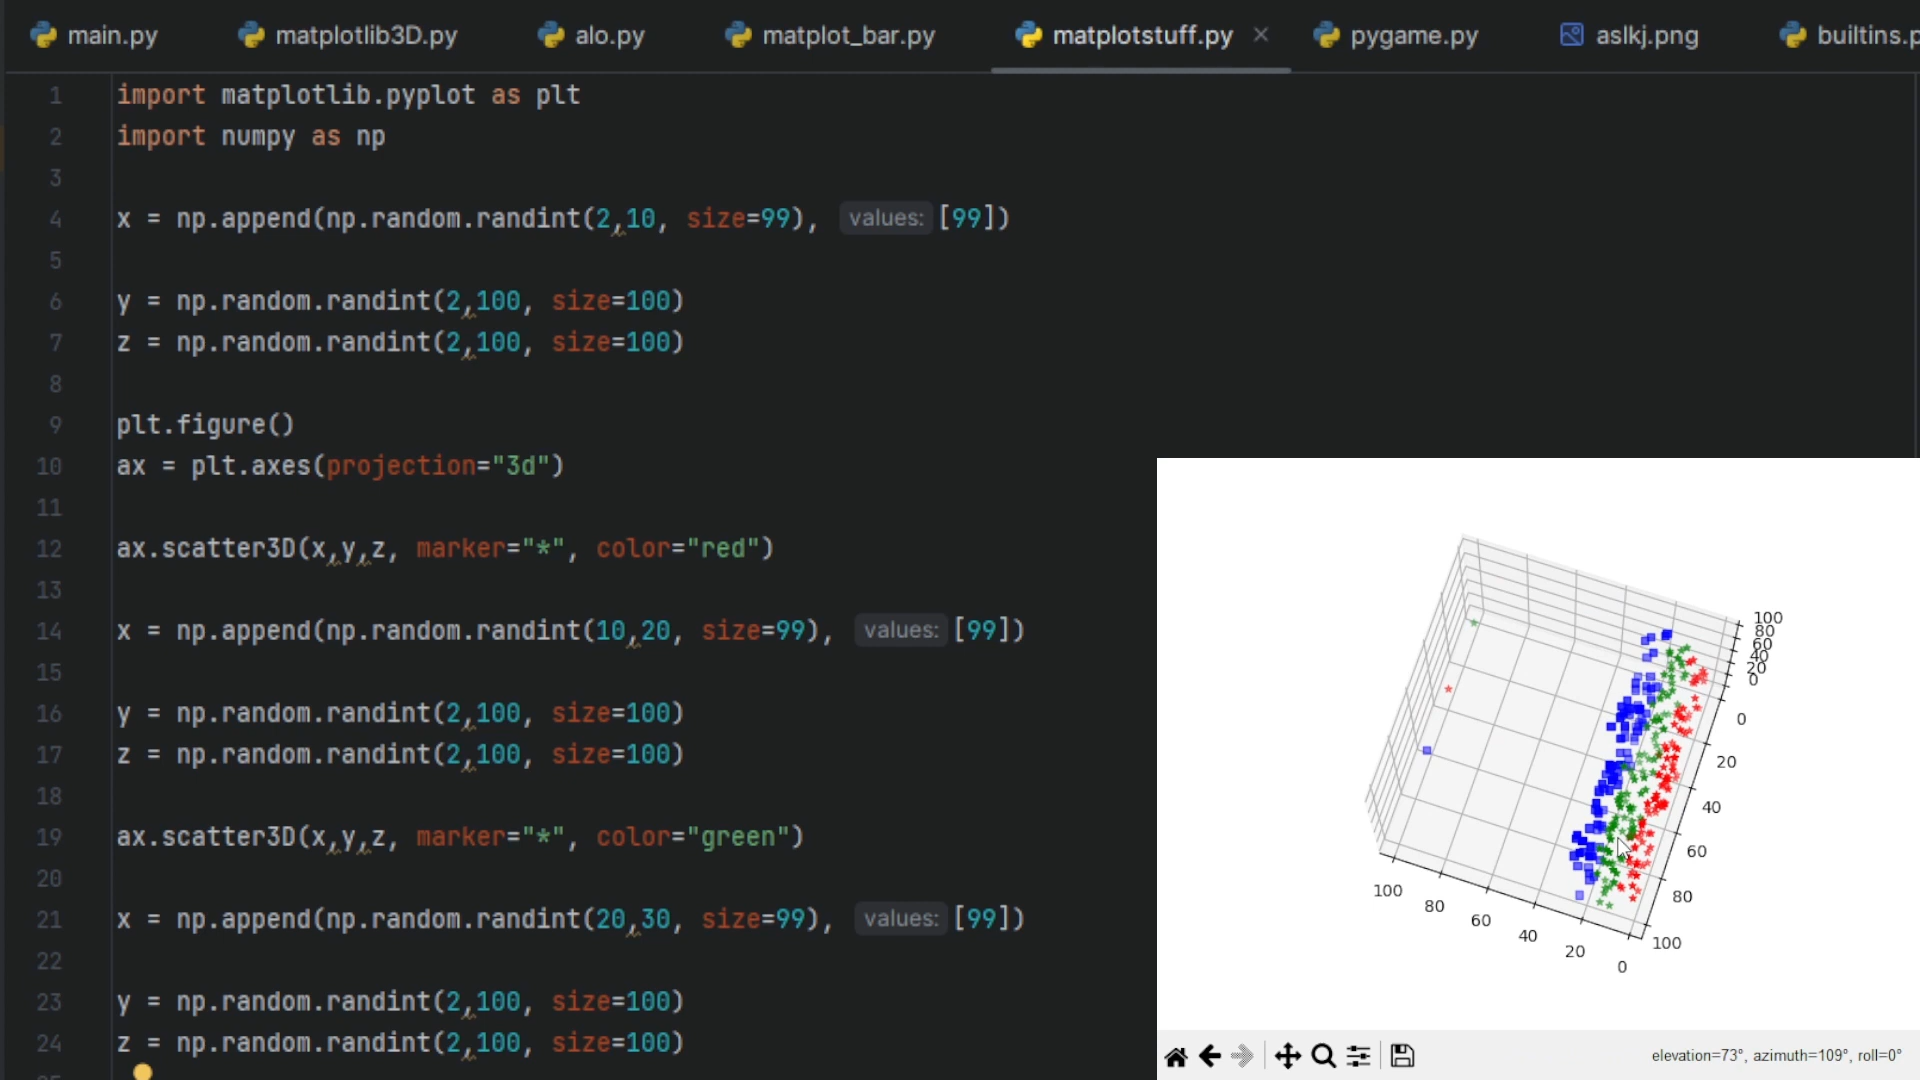 main.py matplotlib3D.py alo.py matplot_bar.py matplotstuff.py pygame.py aslkj.png builtins.p
1 import matplotlib.pyplot as plt
2 import numpy as np
3
4 x = np.append(np.random.randint(2,10, size=99), values: [99])
5
6 y = np.random.randint(2,100, size=100)
7 z = np.random.randint(2,100, size=100)
8
9 plt.figure()
10 ax = plt.axes(projection="3d")
11
12 ax.scatter3D(x,y,z, marker="*", color="red")
13
14 x = np.append(np.random.randint(10,20, size=99), values: [99])
15
16 y = np.random.randint(2,100, size=100)
17 z = np.random.randint(2,100, size=100)
18
19 ax.scatter3D(x,y,z, marker="*", color="green")
20
21 x = np.append(np.random.randint(20,30, size=99), values: [99])
22
23 y = np.random.randint(2,100, size=100)
24 z = np.random.randint(2,100, size=100)
100
80
60
40
20
0
0
20
40
60
80
100
100 80 60 40 20 0
elevation=73°, azimuth=109°, roll=0°